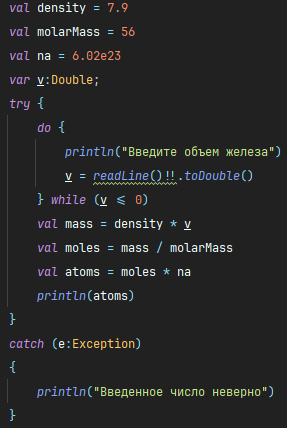 val density = 7.9
val molarMass = 56
val na = 6.02e23
var v:Double;
try {
do {
println("Введите объем железа")
v = readLine()!!.toDouble()
} while (v <= 0)
val mass = density * v
val moles = mass / molarMass
val atoms = moles * na
println(atoms)
}
catch (e:Exception)
{
println("Введенное число неверно")
}